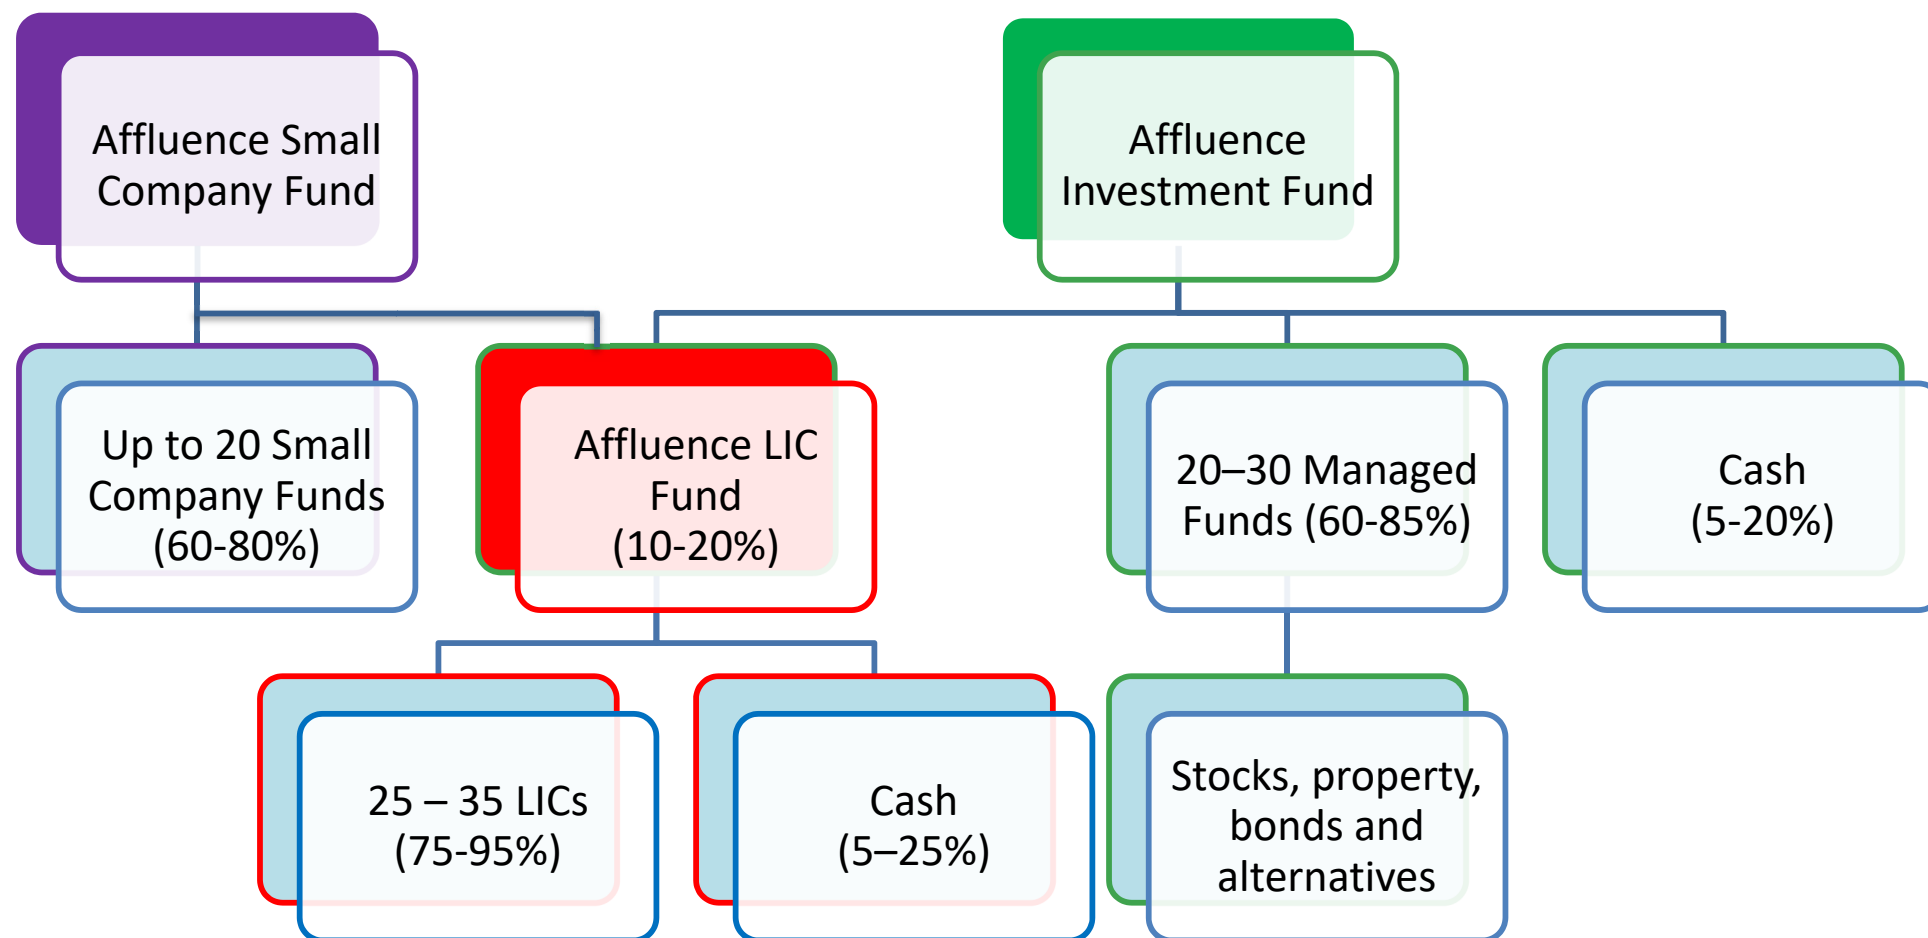 Affluence Small
Company Fund
Affluence
Investment Fund
Up to 20 Small
Company Funds
(60-80%)
Affluence LIC
Fund
(10-20%)
20–30 Managed
Funds (60-85%)
Cash
(5-20%)
25 – 35 LICs
(75-95%)
Cash
(5–25%)
Stocks, property,
bonds and
alternatives